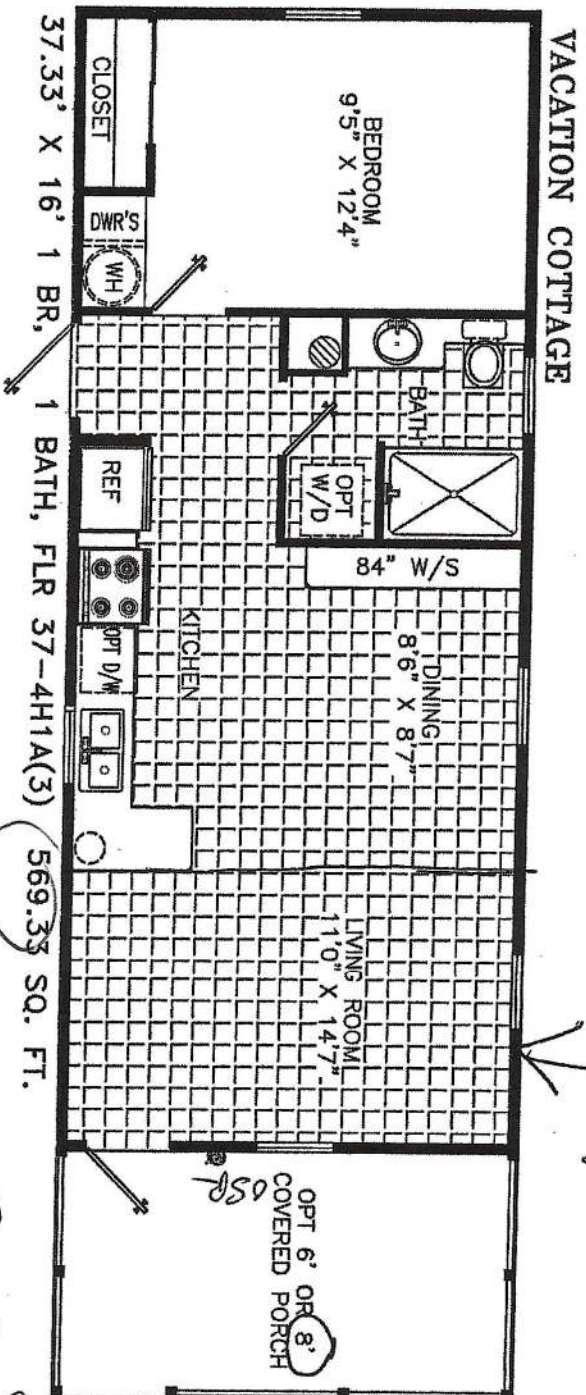 VACATION COTTAGE
BEDROOM
9'5" X 12'4"
CLOSET
DWR'S
WH
BATH
OPT
W/D
REF
84" W/S
KITCHEN
OPT D/W
DINING
8'6" X 8'7"
LIVING ROOM
11'0" X 14'7"
OPT 6' OR 8'
COVERED PORCH
37.33' X 16' 1 BR, 1 BATH, FLR 37-4H1A(3) 569.33 SQ. FT.